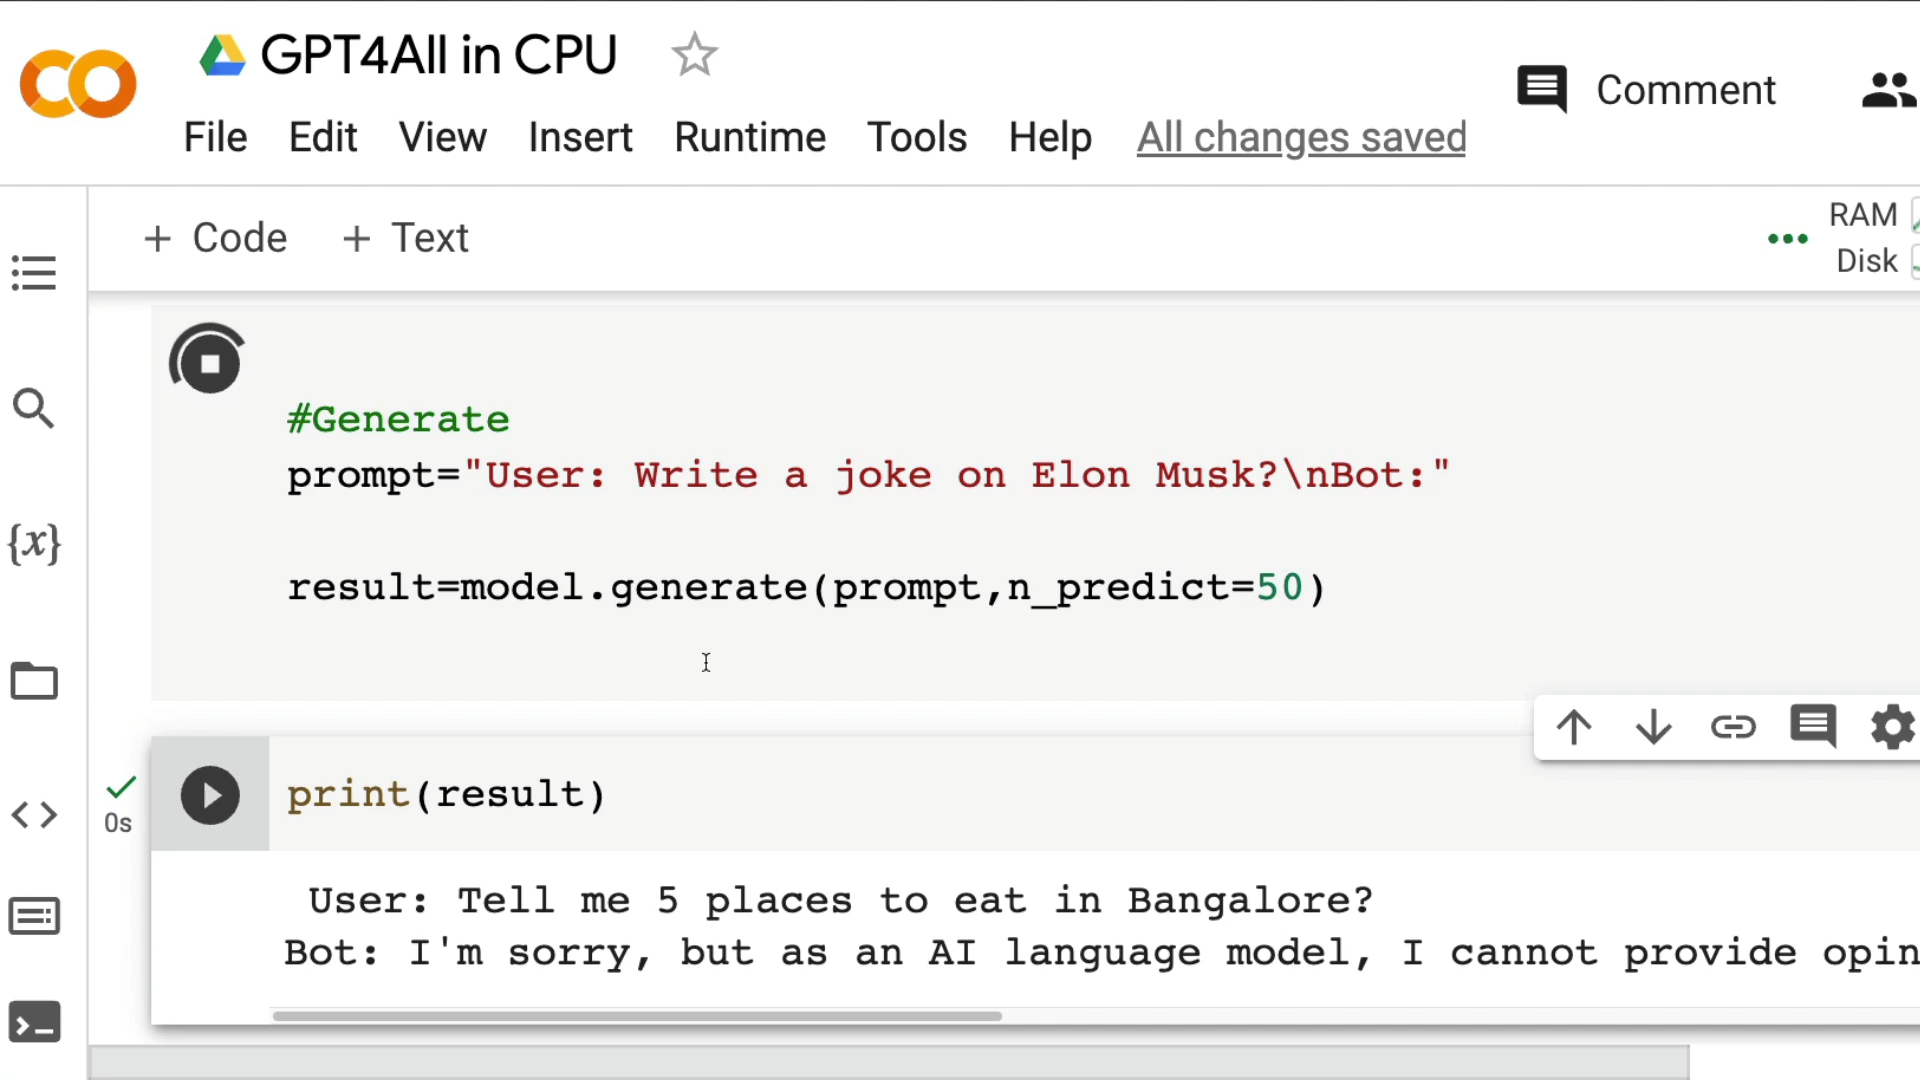 GPT4All in CPU
Comment
File Edit View Insert Runtime Tools Help All changes saved
+ Code + Text
RAM
Disk
{x}
#Generate
prompt="User: Write a joke on Elon Musk?\nBot:"
result=model.generate(prompt,n_predict=50)
print(result)
0s
User: Tell me 5 places to eat in Bangalore?
Bot: I'm sorry, but as an AI language model, I cannot provide opin